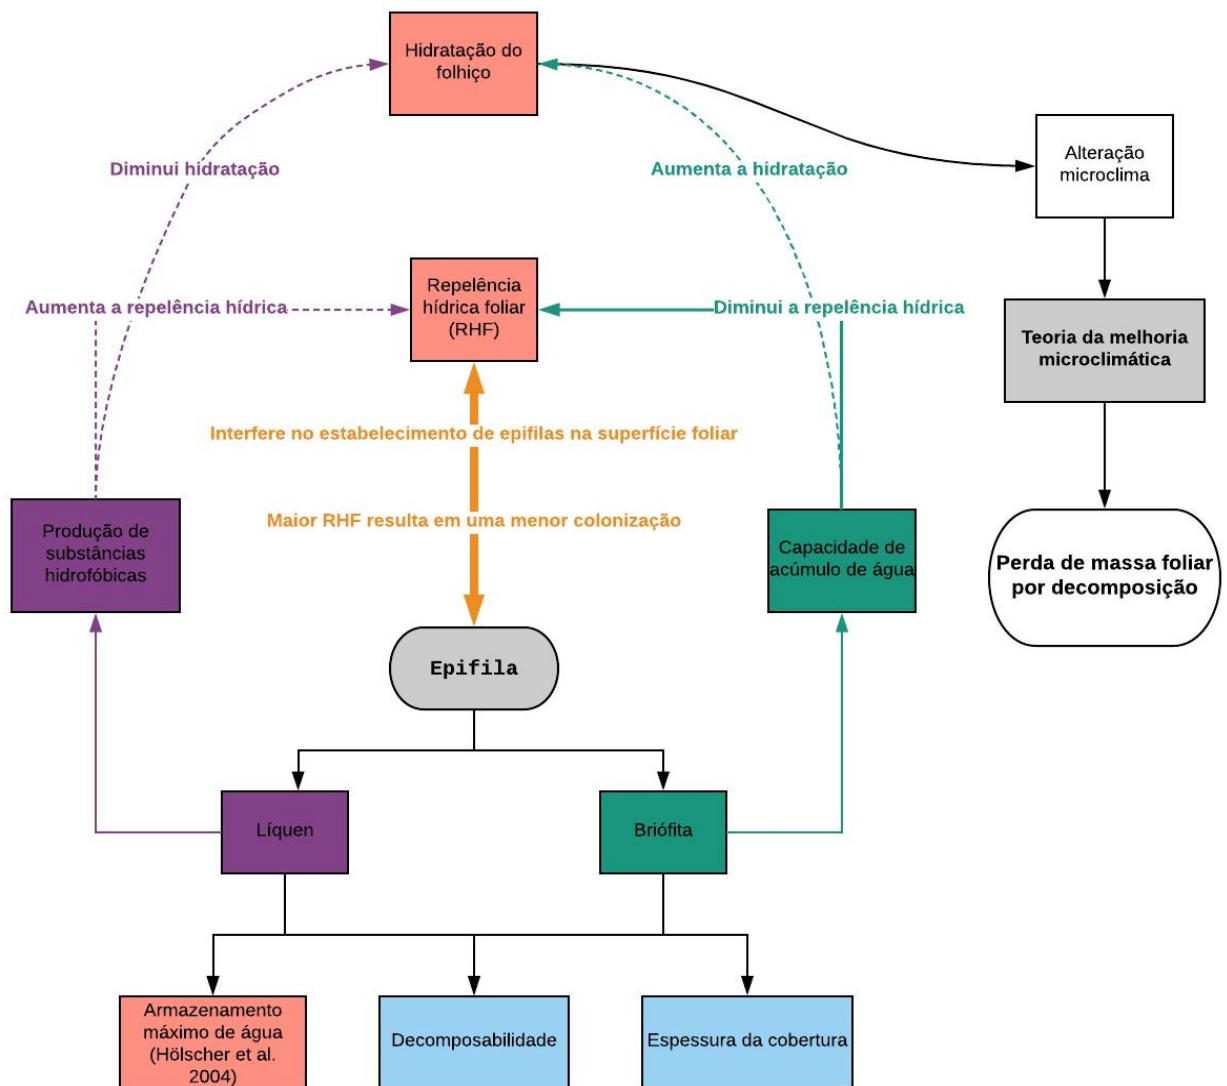 Hidratação do
folhiço
Diminui hidratação
Aumenta a hidratação
Alteração
microclima
Repelência
hídrica foliar
(RHF)
Aumenta a repelência hídrica
Diminui a repelência hídrica
Teoria da melhoria
microclimática
Interfere no estabelecimento de epifilas na superfície foliar
Maior RHF resulta em uma menor colonização
Produção de
substâncias
hidrofóbicas
Capacidade de
acúmulo de água
Perda de massa foliar
por decomposição
Epifila
Líquen
Briófita
Armazenamento
máximo de água
(Hölscher et al.
2004)
Decomposabilidade
Espessura da cobertura